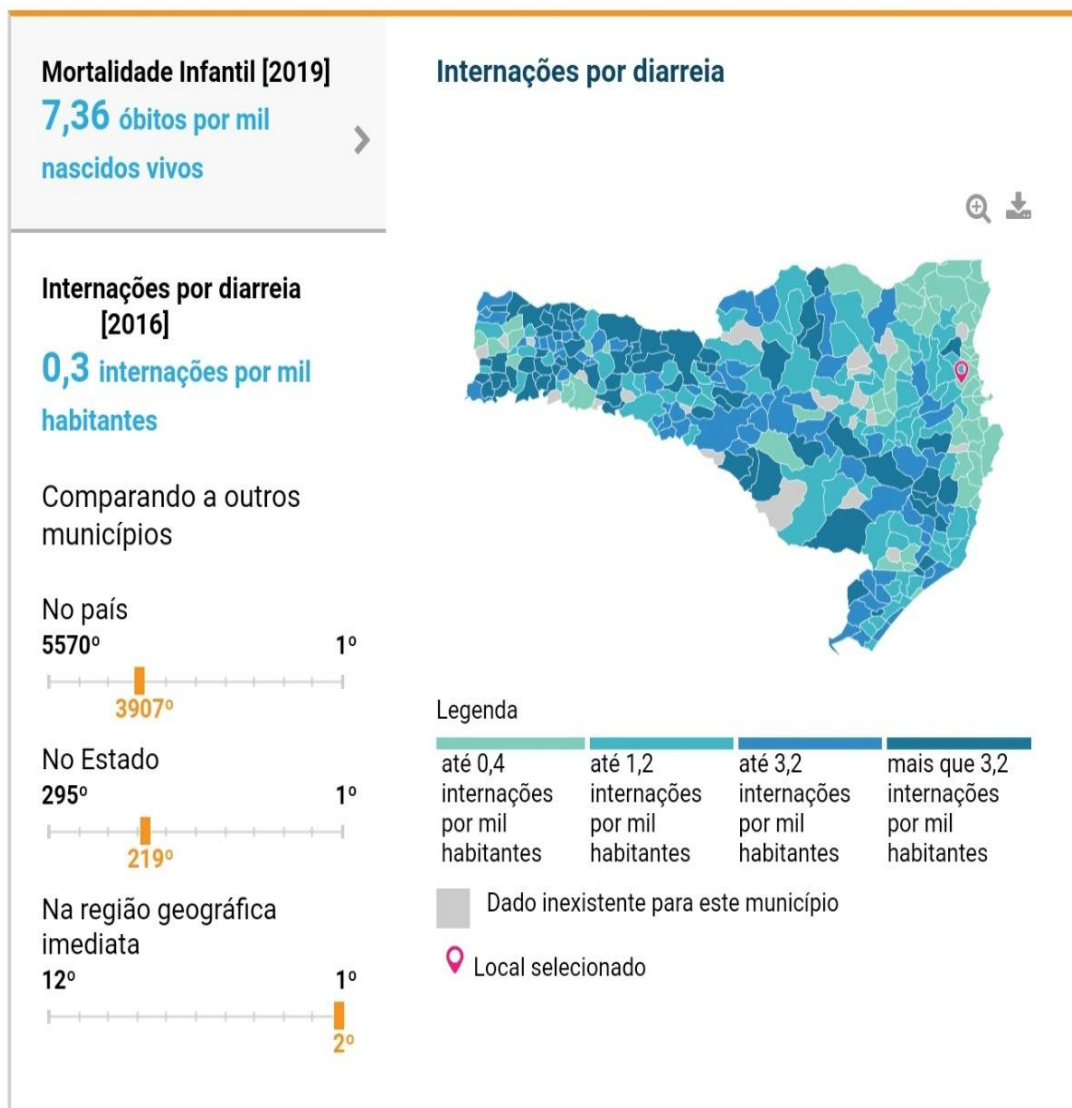 Mortalidade Infantil [2019]
7,36 óbitos por mil
nascidos vivos
Internações por diarreia
[2016]
0,3 internações por mil
habitantes
Comparando a outros
municípios
No país
5570º
1º
3907º
No Estado
295º
1º
219º
Na região geográfica
imediata
12º
1º
2º
Internações por diarreia
Legenda
até 0,4
internações
por mil
habitantes
até 1,2
internações
por mil
habitantes
até 3,2
internações
por mil
habitantes
mais que 3,2
internações
por mil
habitantes
Dado inexistente para este município
Local selecionado